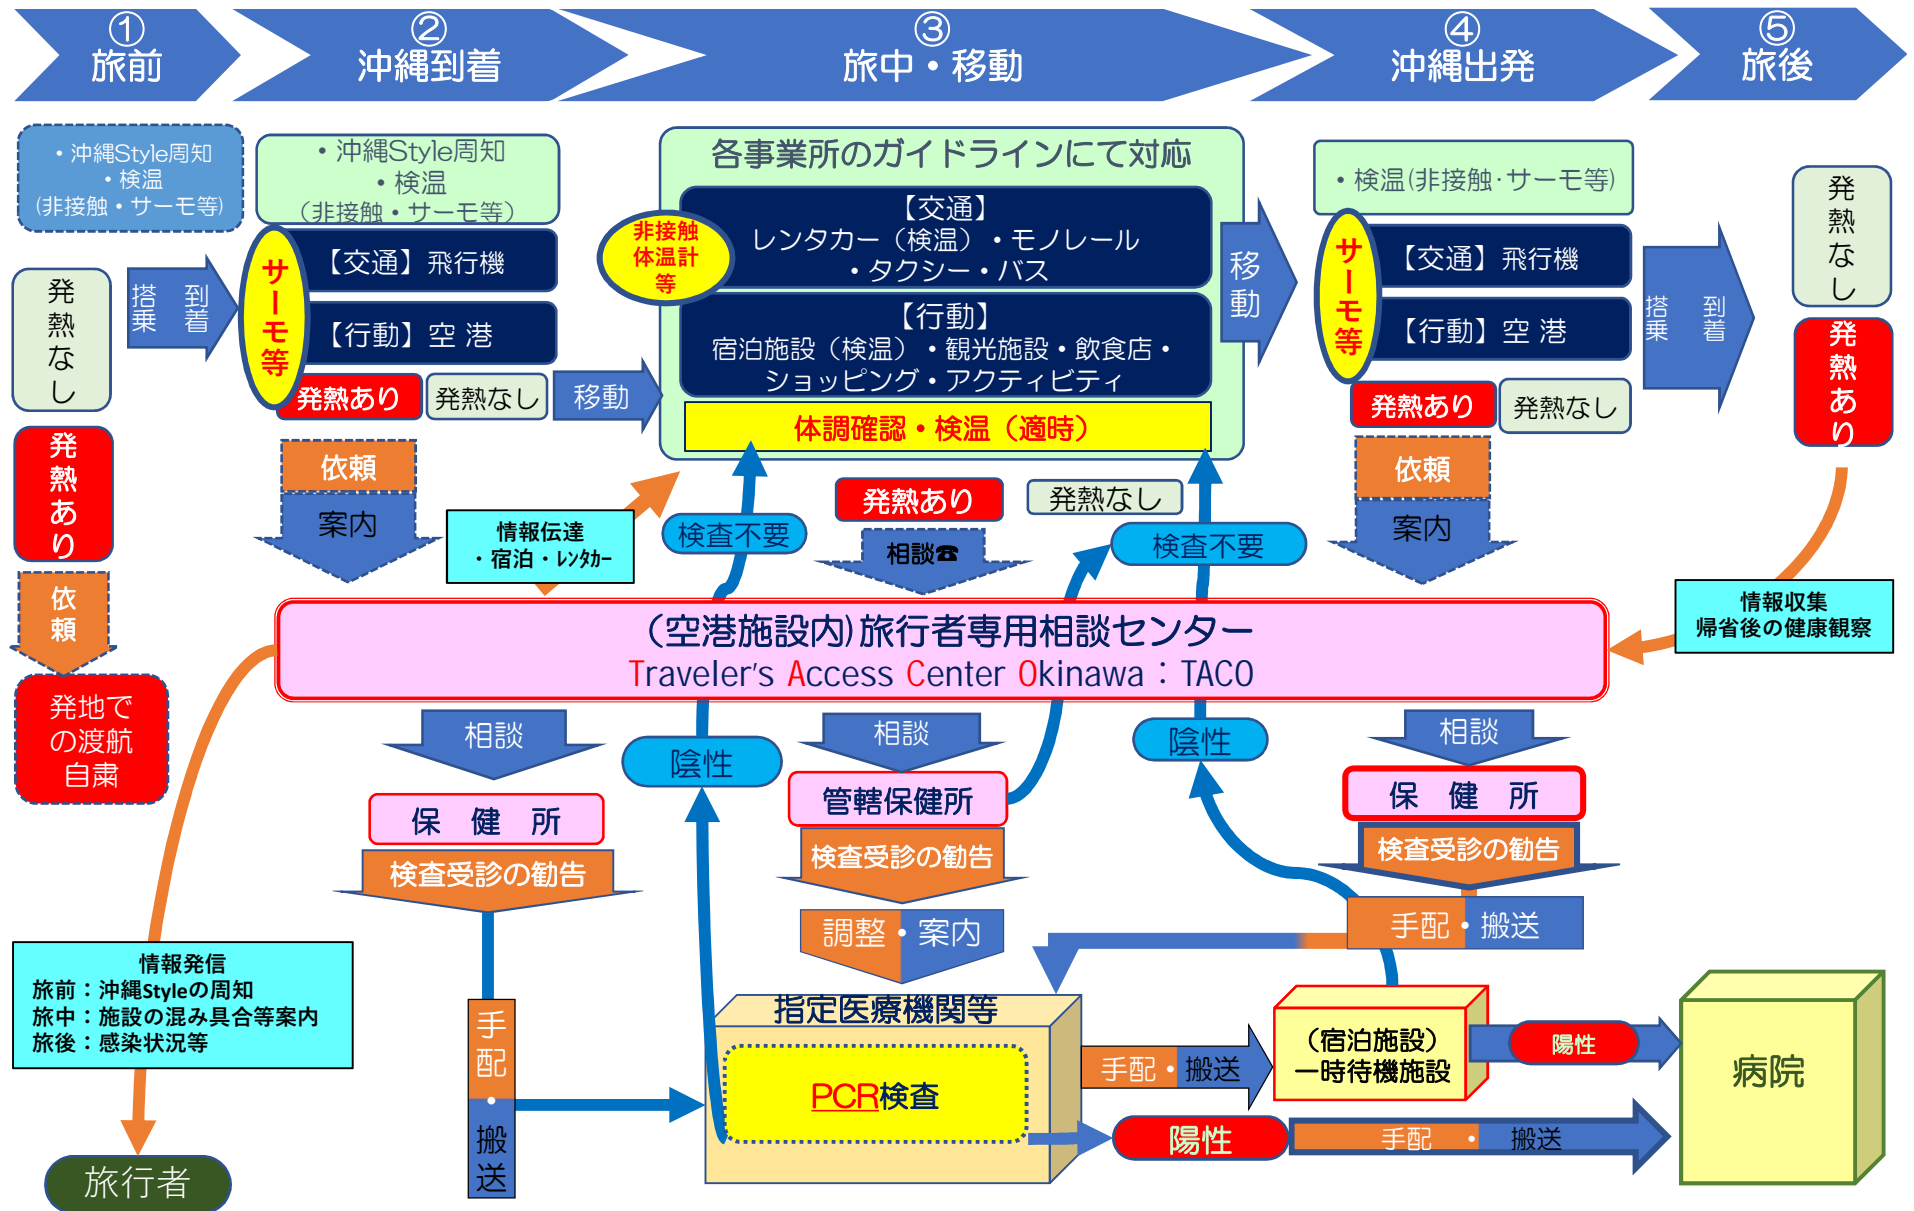 ①
旅前
②
沖縄到着
③
旅中・移動
④
沖縄出発
⑤
旅後
・沖縄Style周知
・検温
(非接触・サーモ等)
発熱なし
搭乗 到着
発熱あり
依頼
発地で
の渡航
自粛
・沖縄Style周知
・検温
(非接触・サーモ等)
サーモ等
【交通】飛行機
【行動】空 港
発熱あり
発熱なし
移動
依頼
案内
各事業所のガイドラインにて対応
非接触
体温計
等
【交通】
レンタカー（検温）・モノレール
・タクシー・バス
【行動】
宿泊施設（検温）・観光施設・飲食店・
ショッピング・アクティビティ
体調確認・検温（適時）
移動
情報伝達
・宿泊・ﾚﾝﾀｶｰ
検査不要
発熱あり
発熱なし
相談☎
検査不要
・検温(非接触・サーモ等)
サーモ等
【交通】飛行機
【行動】空 港
発熱あり
発熱なし
依頼
案内
搭乗 到着
発熱なし
発熱あり
情報収集
帰省後の健康観察
（空港施設内)旅行者専用相談センター
Traveler's Access Center Okinawa：TACO
相談
保 健 所
検査受診の勧告
手配・搬送
陰性
相談
管轄保健所
検査受診の勧告
調整・案内
陰性
相談
保 健 所
検査受診の勧告
手配・搬送
情報発信
旅前：沖縄Styleの周知
旅中：施設の混み具合等案内
旅後：感染状況等
旅行者
指定医療機関等
PCR検査
手配・搬送
（宿泊施設）
一時待機施設
陽性
陽性
手配・搬送
病院